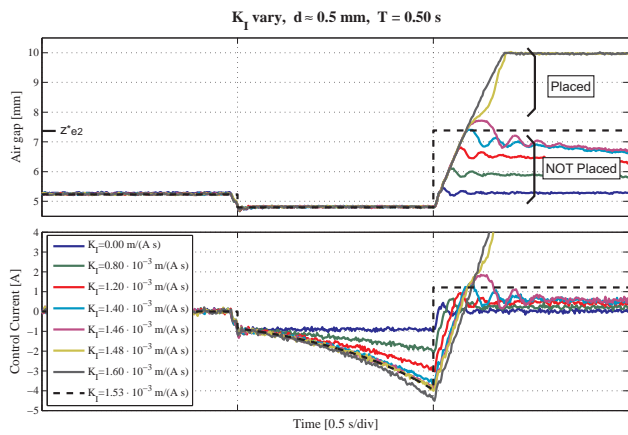 K_I vary, d ≈ 0.5 mm, T = 0.50 s
10
9
8
7
6
5
Z*e2
Air gap [mm]
Placed
NOT Placed
4
3
2
1
0
−1
−2
−3
−4
−5
Control Current [A]
K_I=0.00 m/(A s)
K_I=0.80 · 10^−3 m/(A s)
K_I=1.20 · 10^−3 m/(A s)
K_I=1.40 · 10^−3 m/(A s)
K_I=1.46 · 10^−3 m/(A s)
K_I=1.48 · 10^−3 m/(A s)
K_I=1.60 · 10^−3 m/(A s)
K_I=1.53 · 10^−3 m/(A s)
Time [0.5 s/div]